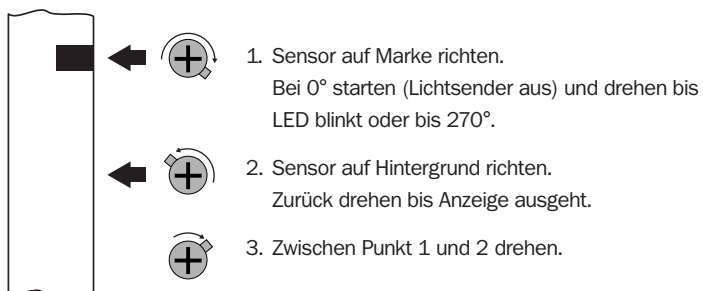 1. Sensor auf Marke richten.
Bei 0° starten (Lichtsender aus) und drehen bis
LED blinkt oder bis 270°.
2. Sensor auf Hintergrund richten.
Zurück drehen bis Anzeige ausgeht.
3. Zwischen Punkt 1 und 2 drehen.